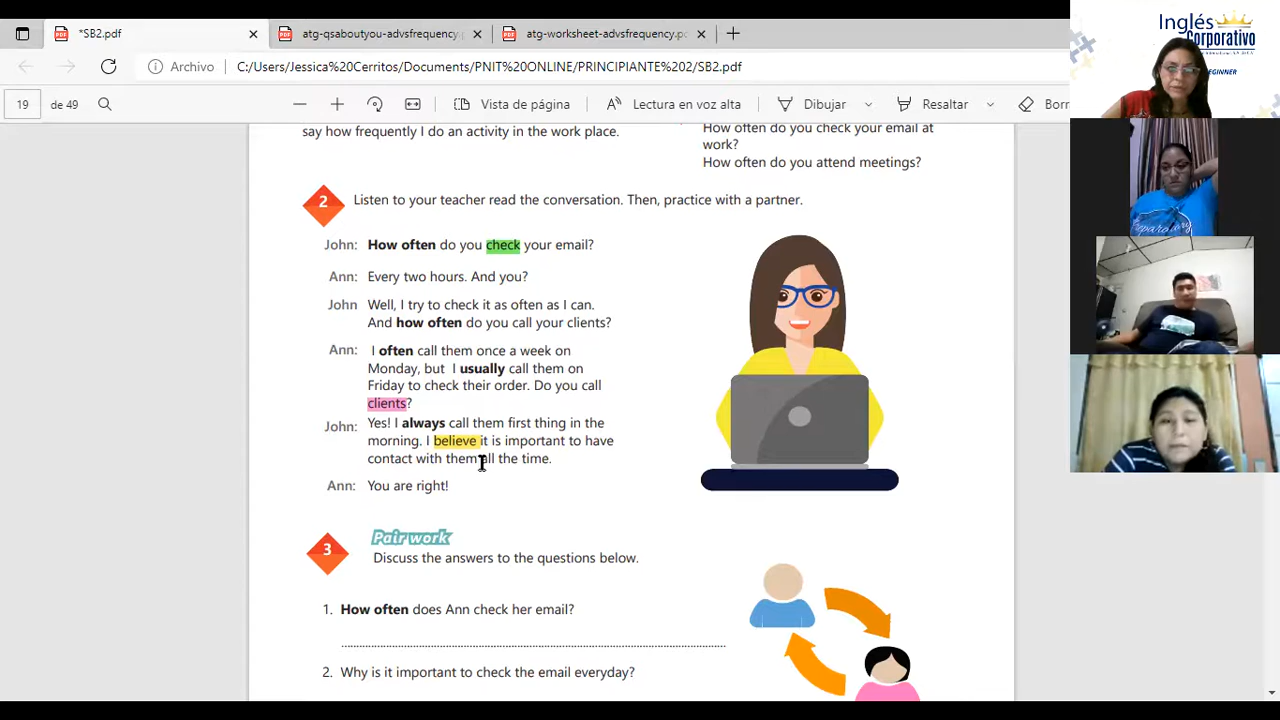 *SB2.pdf
atg-qsaboutyou-advsfrequency.
atg-worksheet-advsfrequency.pc
Archivo
C:/Users/Jessica%20Cerritos/Documents/PNIT%20ONLINE/PRINCIPIANTE%202/SB2.pdf
19
de 49
Vista de página
Lectura en voz alta
Dibujar
Resaltar
Borr
say how frequently I do an activity in the work place.
How often do you check your email at
work?
How often do you attend meetings?
2
Listen to your teacher read the conversation. Then, practice with a partner.
John: How often do you check your email?
Ann: Every two hours. And you?
John Well, I try to check it as often as I can.
And how often do you call your clients?
Ann: I often call them once a week on
Monday, but I usually call them on
Friday to check their order. Do you call
clients?
John: Yes! I always call them first thing in the
morning. I believe it is important to have
contact with them all the time.
Ann: You are right!
3
Pair work
Discuss the answers to the questions below.
1. How often does Ann check her email?
2. Why is it important to check the email everyday?
Inglés
Corporativo
EGINNER
Preparatory